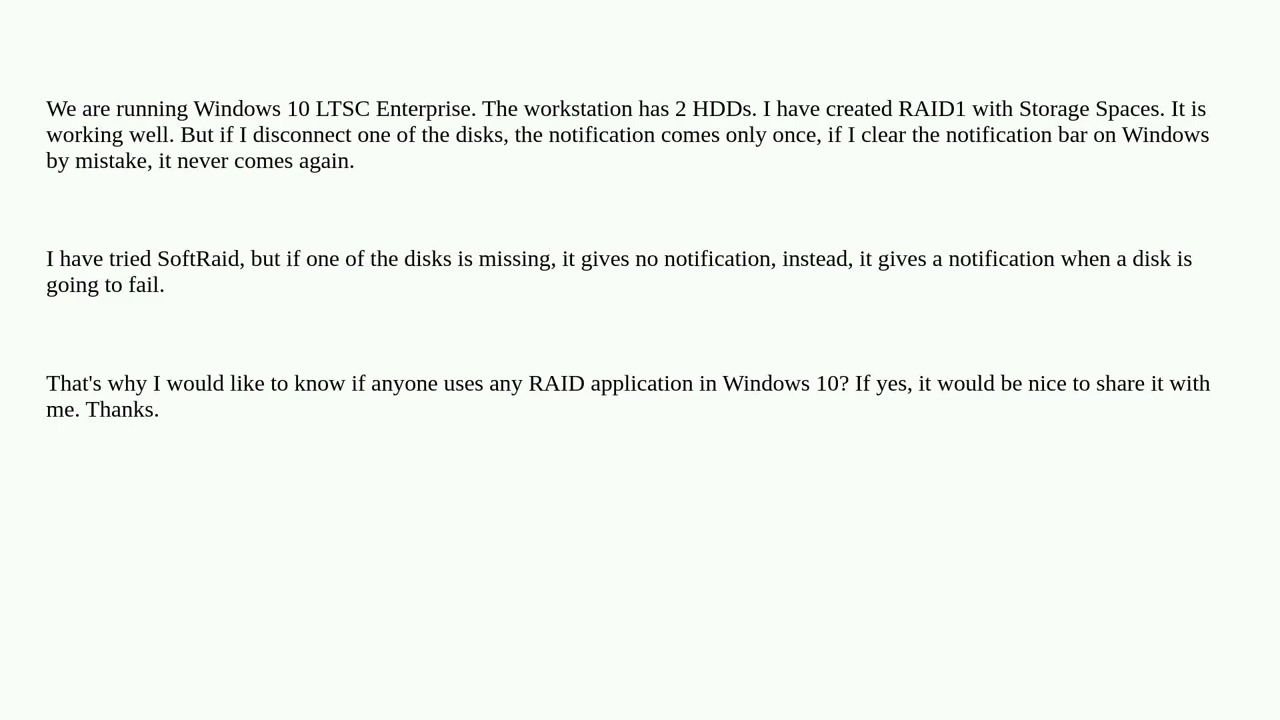 We are running Windows 10 LTSC Enterprise. The workstation has 2 HDDs. I have created RAID1 with Storage Spaces. It is
working well. But if I disconnect one of the disks, the notification comes only once, if I clear the notification bar on Windows
by mistake, it never comes again.
I have tried SoftRaid, but if one of the disks is missing, it gives no notification, instead, it gives a notification when a disk is
going to fail.
That's why I would like to know if anyone uses any RAID application in Windows 10? If yes, it would be nice to share it with
me. Thanks.